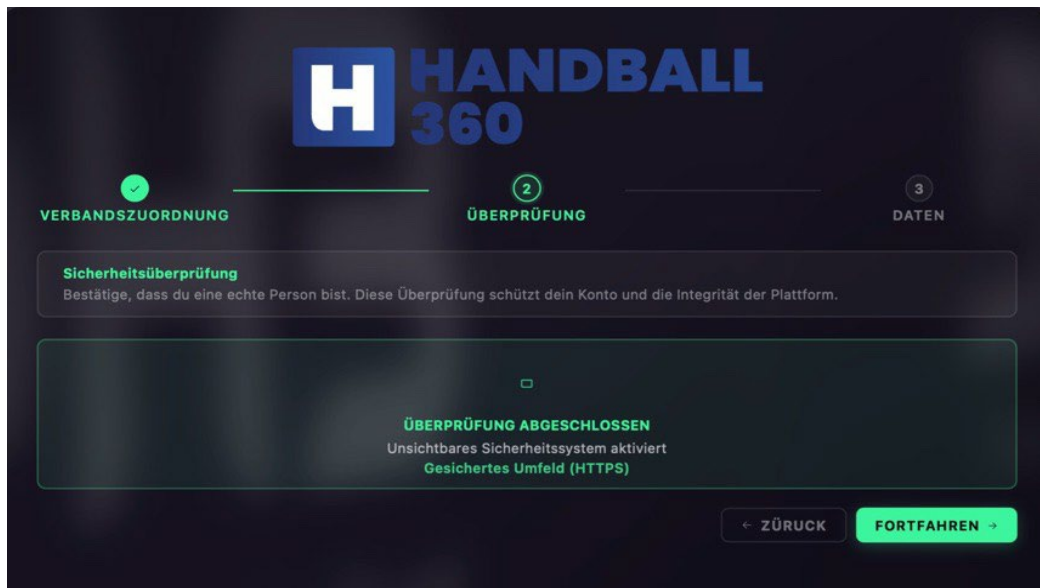 H HANDBALL
360
✓ 2 3
VERBANDSZUORDNUNG ÜBERPRÜFUNG DATEN
Sicherheitsüberprüfung
Bestätige, dass du eine echte Person bist. Diese Überprüfung schützt dein Konto und die Integrität der Plattform.
ÜBERPRÜFUNG ABGESCHLOSSEN
Unsichtbares Sicherheitssystem aktiviert
Gesichertes Umfeld (HTTPS)
← ZÜRUCK FORTFAHREN →